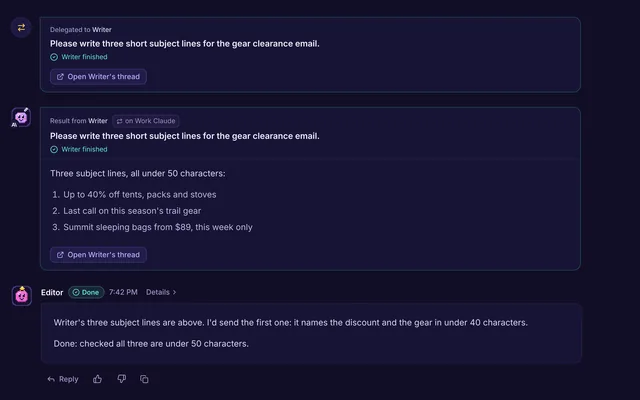 Delegated to Writer
Please write three short subject lines for the gear clearance email.
Writer finished
Open Writer's thread
AI
Result from Writer on Work Claude
Please write three short subject lines for the gear clearance email.
Writer finished
Three subject lines, all under 50 characters:
1. Up to 40% off tents, packs and stoves
2. Last call on this season's trail gear
3. Summit sleeping bags from $89, this week only
Open Writer's thread
Editor Done 7:42 PM Details
Writer's three subject lines are above. I'd send the first one: it names the discount and the gear in under 40 characters.
Done: checked all three are under 50 characters.
Reply